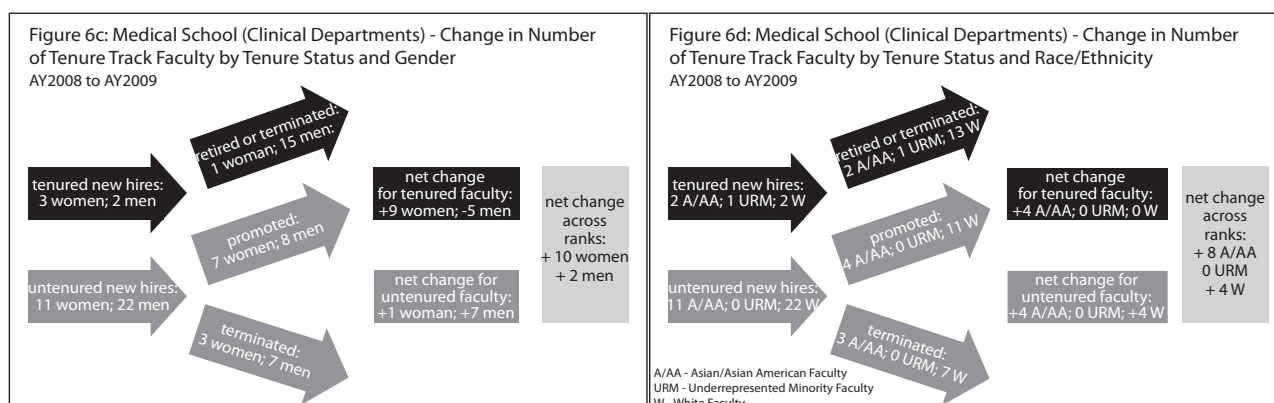 Figure 6c: Medical School (Clinical Departments) - Change in Number
of Tenure Track Faculty by Tenure Status and Gender
AY2008 to AY2009
retired or terminated:
1 woman; 15 men:
tenured new hires:
3 women; 2 men
net change
for tenured faculty:
+9 women; -5 men
promoted:
7 women; 8 men
net change
across
ranks:
+ 10 women
+ 2 men
untenured new hires:
11 women; 22 men
net change for
untenured faculty:
+1 woman; +7 men
terminated:
3 women; 7 men
Figure 6d: Medical School (Clinical Departments) - Change in Number
of Tenure Track Faculty by Tenure Status and Race/Ethnicity
AY2008 to AY2009
retired or terminated:
2 A/AA; 1 URM; 13 W
tenured new hires:
2 A/AA; 1 URM; 2 W
net change
for tenured faculty:
+4 A/AA; 0 URM; 0 W
promoted:
4 A/AA; 0 URM; 11 W
net change
across
ranks:
+ 8 A/AA
0 URM
+ 4 W
untenured new hires:
11 A/AA; 0 URM; 22 W
net change for
untenured faculty:
+4 A/AA; 0 URM; +4 W
terminated:
3 A/AA; 0 URM; 7 W
A/AA - Asian/Asian American Faculty
URM - Underrepresented Minority Faculty
W - White Faculty